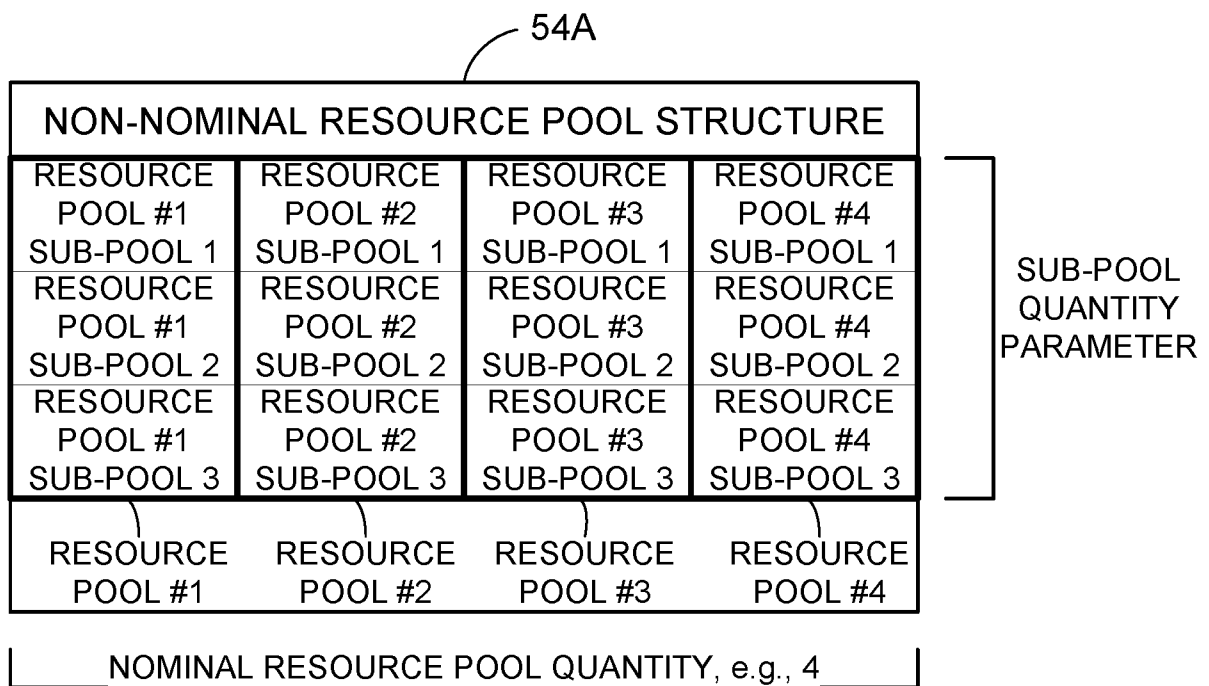 54A
NON-NOMINAL RESOURCE POOL STRUCTURE
RESOURCE POOL #1 SUB-POOL 1
RESOURCE POOL #2 SUB-POOL 1
RESOURCE POOL #3 SUB-POOL 1
RESOURCE POOL #4 SUB-POOL 1
RESOURCE POOL #1 SUB-POOL 2
RESOURCE POOL #2 SUB-POOL 2
RESOURCE POOL #3 SUB-POOL 2
RESOURCE POOL #4 SUB-POOL 2
RESOURCE POOL #1 SUB-POOL 3
RESOURCE POOL #2 SUB-POOL 3
RESOURCE POOL #3 SUB-POOL 3
RESOURCE POOL #4 SUB-POOL 3
SUB-POOL
QUANTITY
PARAMETER
RESOURCE POOL #1
RESOURCE POOL #2
RESOURCE POOL #3
RESOURCE POOL #4
NOMINAL RESOURCE POOL QUANTITY, e.g., 4